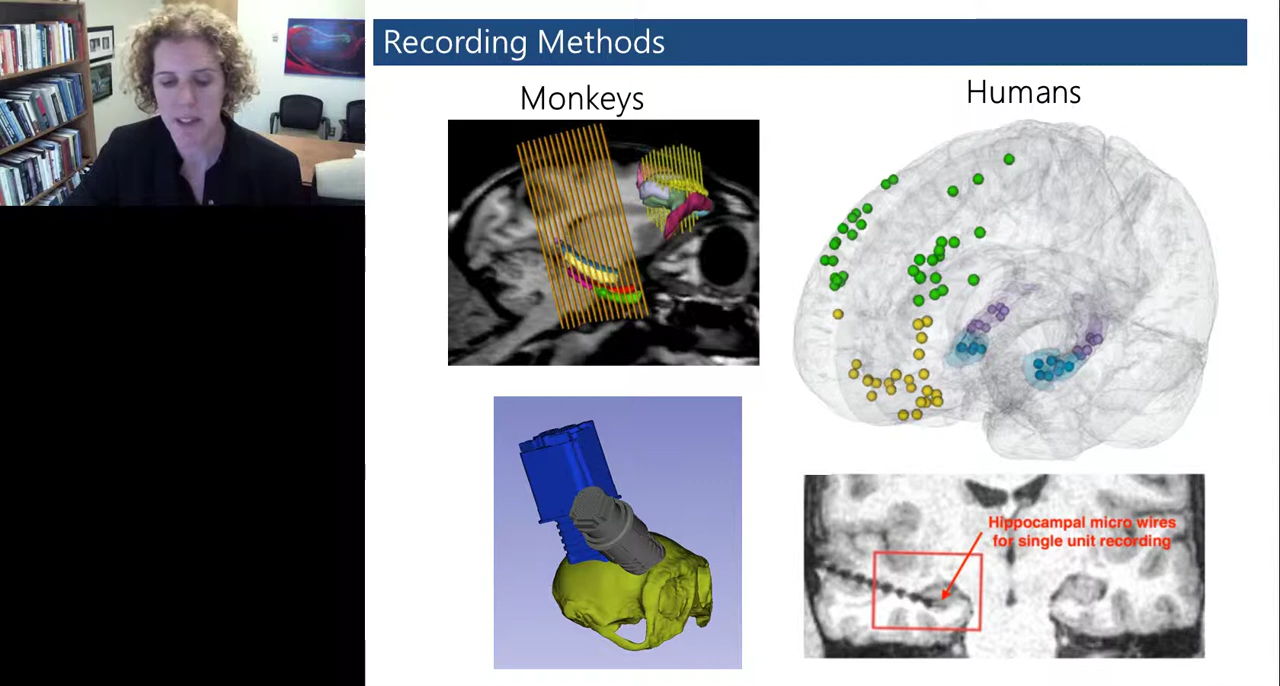 Recording Methods
Monkeys
Humans
Hippocampal micro wires
for single unit recording